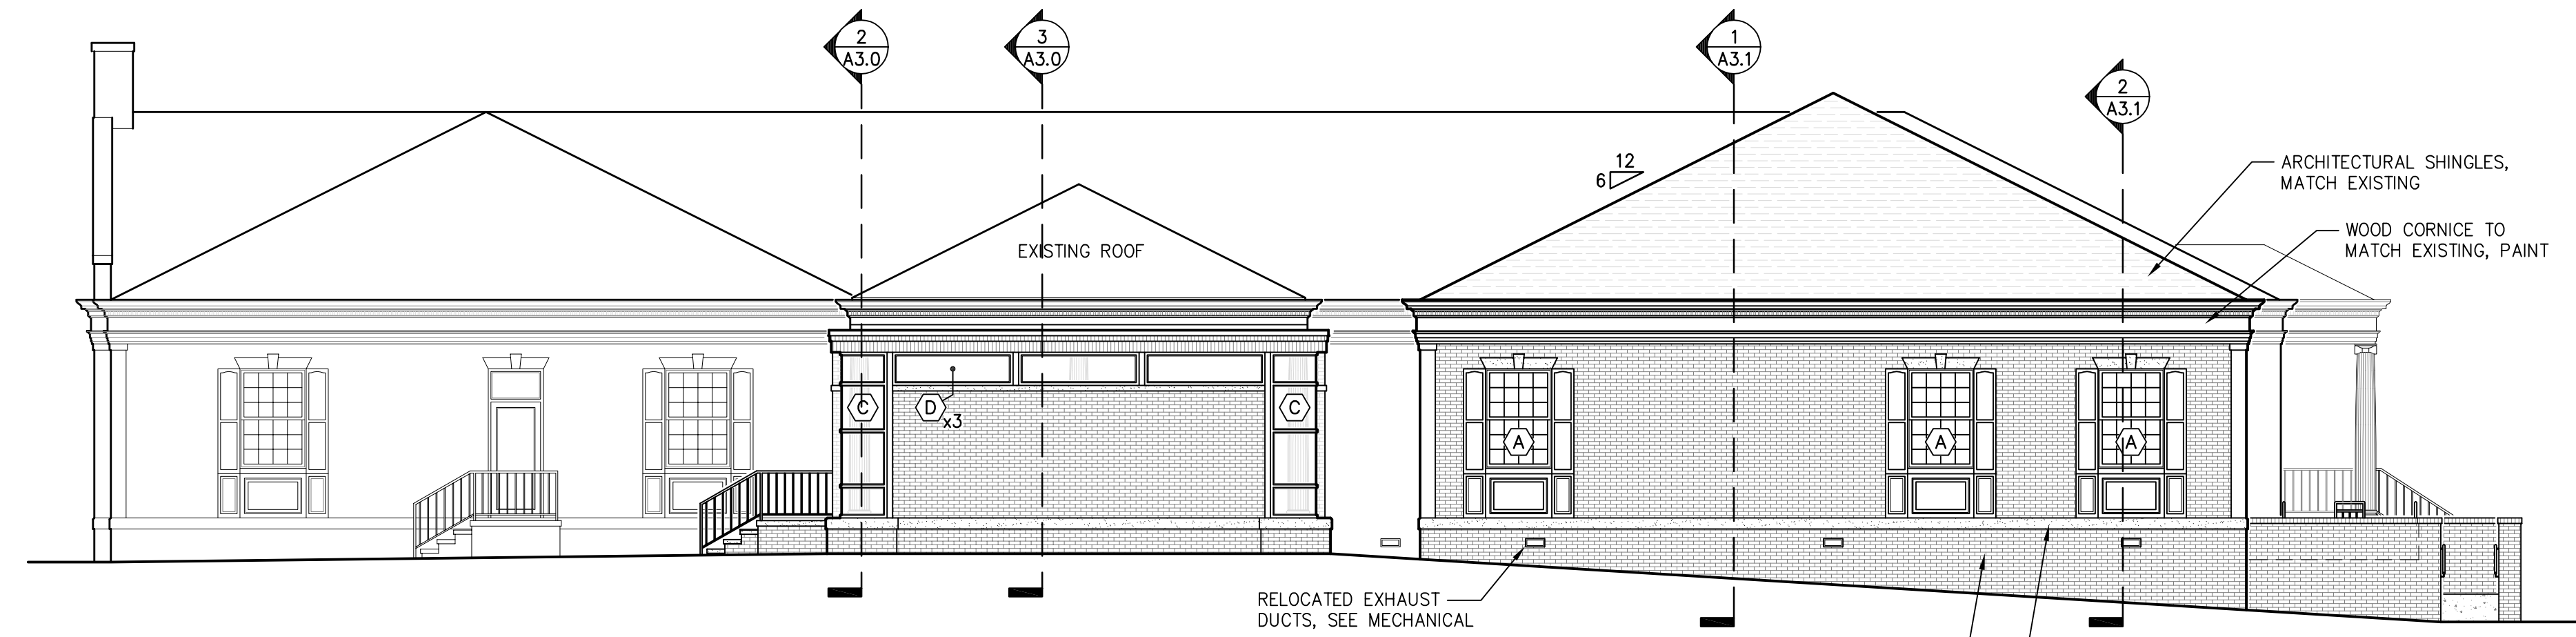 2
A3.0
3
A3.0
1
A3.1
2
A3.1
12
6
ARCHITECTURAL SHINGLES,
MATCH EXISTING
WOOD CORNICE TO
MATCH EXISTING, PAINT
EXISTING ROOF
C
D
x3
C
A
A
A
RELOCATED EXHAUST
DUCTS, SEE MECHANICAL